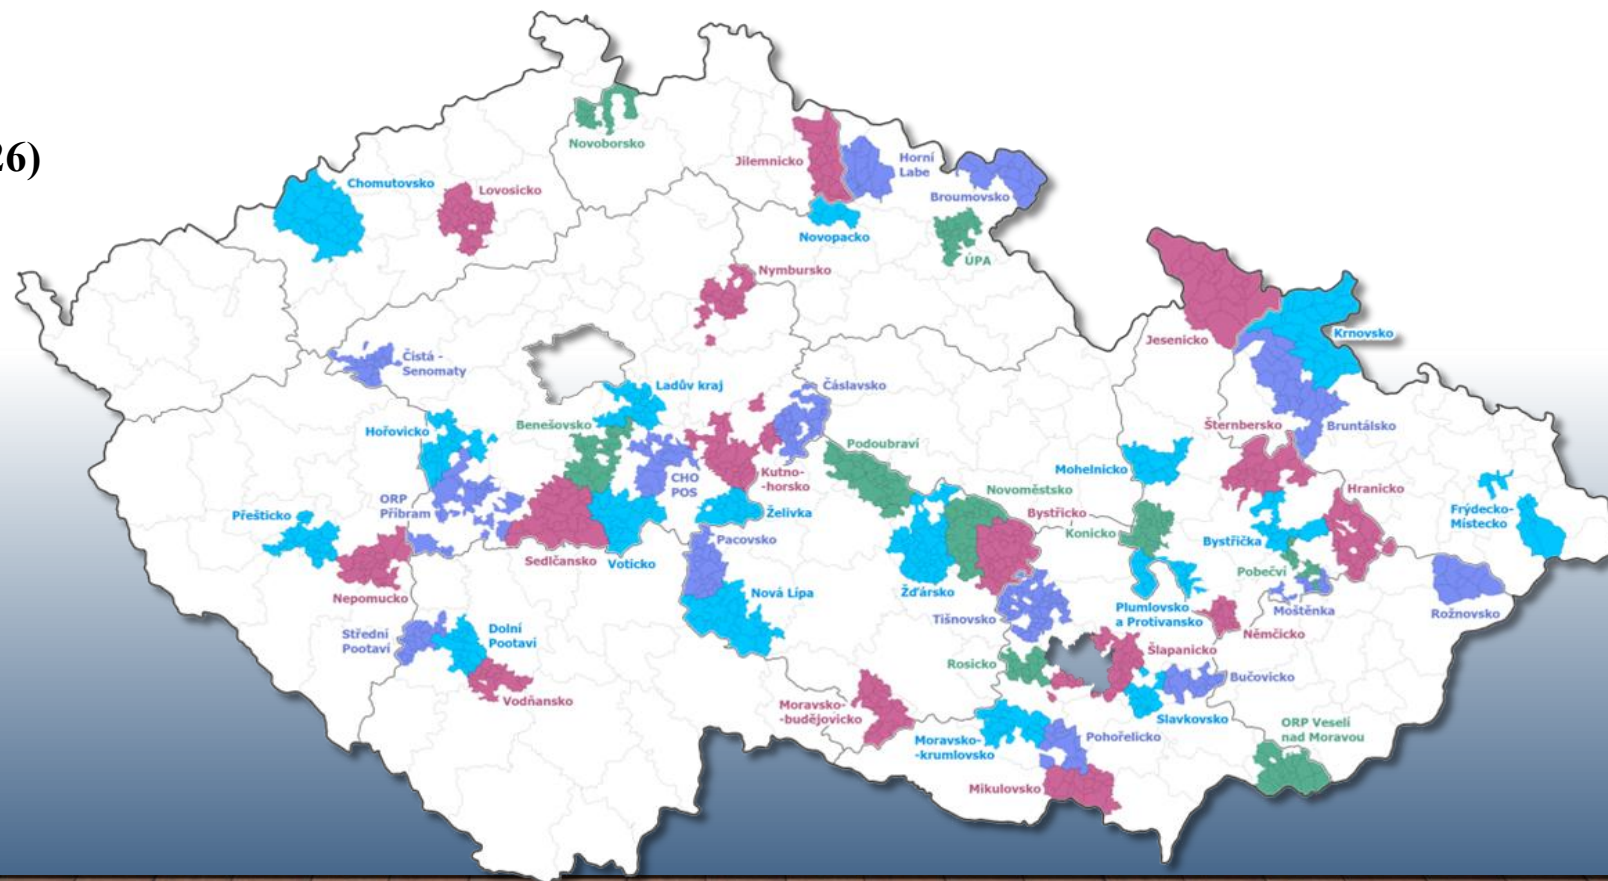 26)
Novoborsko
Chomutovsko
Lovosicko
Jilemnicko
Horní
Labe
Broumovsko
Novopacko
ÚPA
Nymbursko
Jesenicko
Krnovsko
Čistá -
Senomaty
Ladův kraj
Čáslavsko
Hořovicko
Benešovsko
Podoubraví
Šternbersko
Bruntálsko
CHO
POS
Kutno-
-horsko
Mohelnicko
ORP
Příbram
Novoměstsko
Hranicko
Přešticko
Želivka
Bystřicko
Konicko
Frýdecko-
Místecko
Pacovsko
Bystřička
Sedlčansko
Voticko
Pobečví
Nepomucko
Nová Lípa
Žďársko
Plumlovsko
a Protivansko
Moštěnka
Rožnovsko
Tišnovsko
Střední
Pootaví
Dolní
Pootaví
Němčicko
Šlapanicko
Rosicko
Bučovicko
Vodňansko
Moravsko-
-budějovicko
Slavkovsko
ORP Veselí
nad Moravou
Moravsko-
-krumlovsko
Pohořelicko
Mikulovsko